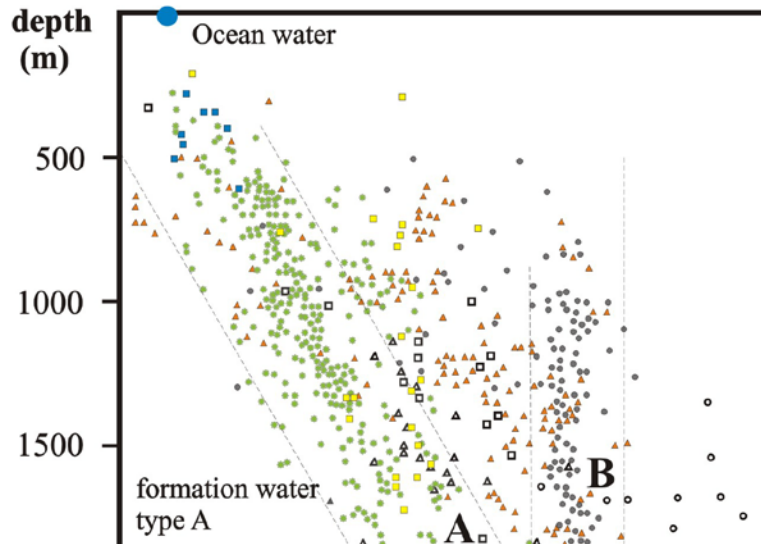 depth
(m)
Ocean water
500
1000
1500
formation water
type A
A
B